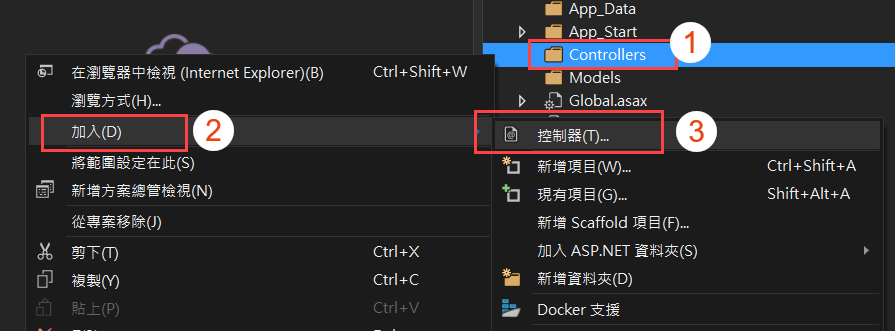 App_Data
App_Start
Controllers
1
Models
Global.asax
在瀏覽器中檢視 (Internet Explorer)(B) Ctrl+Shift+W
瀏覽方式(H)...
加入(D)
2
將範圍設定在此(S)
新增方案總管檢視(N)
從專案移除(J)
剪下(T) Ctrl+X
複製(Y) Ctrl+C
貼上(P) Ctrl+V
控制器(T)...
3
新增項目(W)... Ctrl+Shift+A
現有項目(G)... Shift+Alt+A
新增 Scaffold 項目(F)...
加入 ASP.NET 資料夾(S)
新增資料夾(D)
Docker 支援